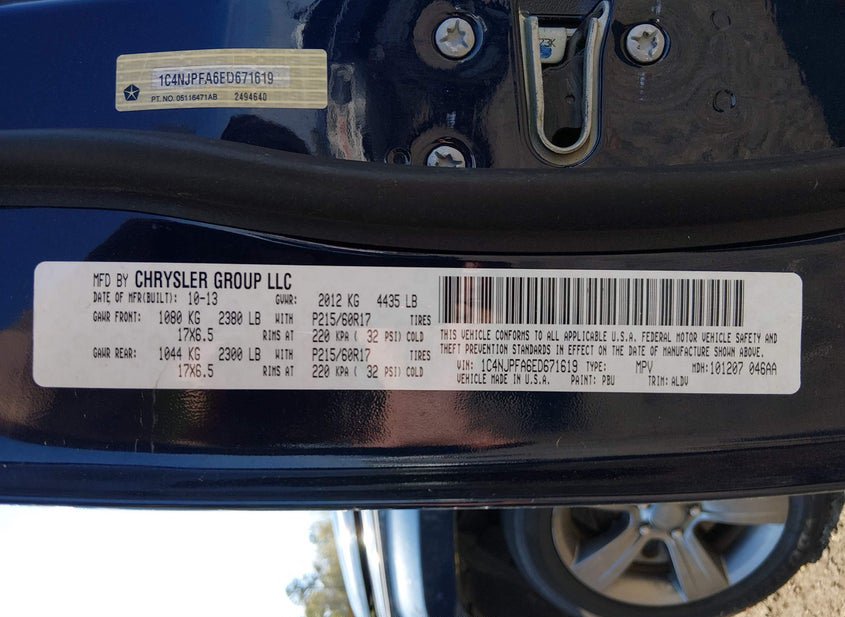 1C4NJPFA6ED671619
PT. NO. 05116471AB 2494640
MFD BY CHRYSLER GROUP LLC
DATE OF MFR(BUILT): 10-13 GVWR: 2012 KG 4435 LB
GAWR FRONT: 1080 KG 2380 LB WITH P215/60R17 TIRES
17X6.5 RIMS AT 220 KPA ( 32 PSI) COLD
GAWR REAR: 1044 KG 2300 LB WITH P215/60R17 TIRES
17X6.5 RIMS AT 220 KPA ( 32 PSI) COLD
THIS VEHICLE CONFORMS TO ALL APPLICABLE U.S.A. FEDERAL MOTOR VEHICLE SAFETY AND
THEFT PREVENTION STANDARDS IN EFFECT ON THE DATE OF MANUFACTURE SHOWN ABOVE.
VIN: 1C4NJPFA6ED671619 TYPE: MPV MDH: 101207 046AA
VEHICLE MADE IN U.S.A. PAINT: PBU TRIM: ALDV